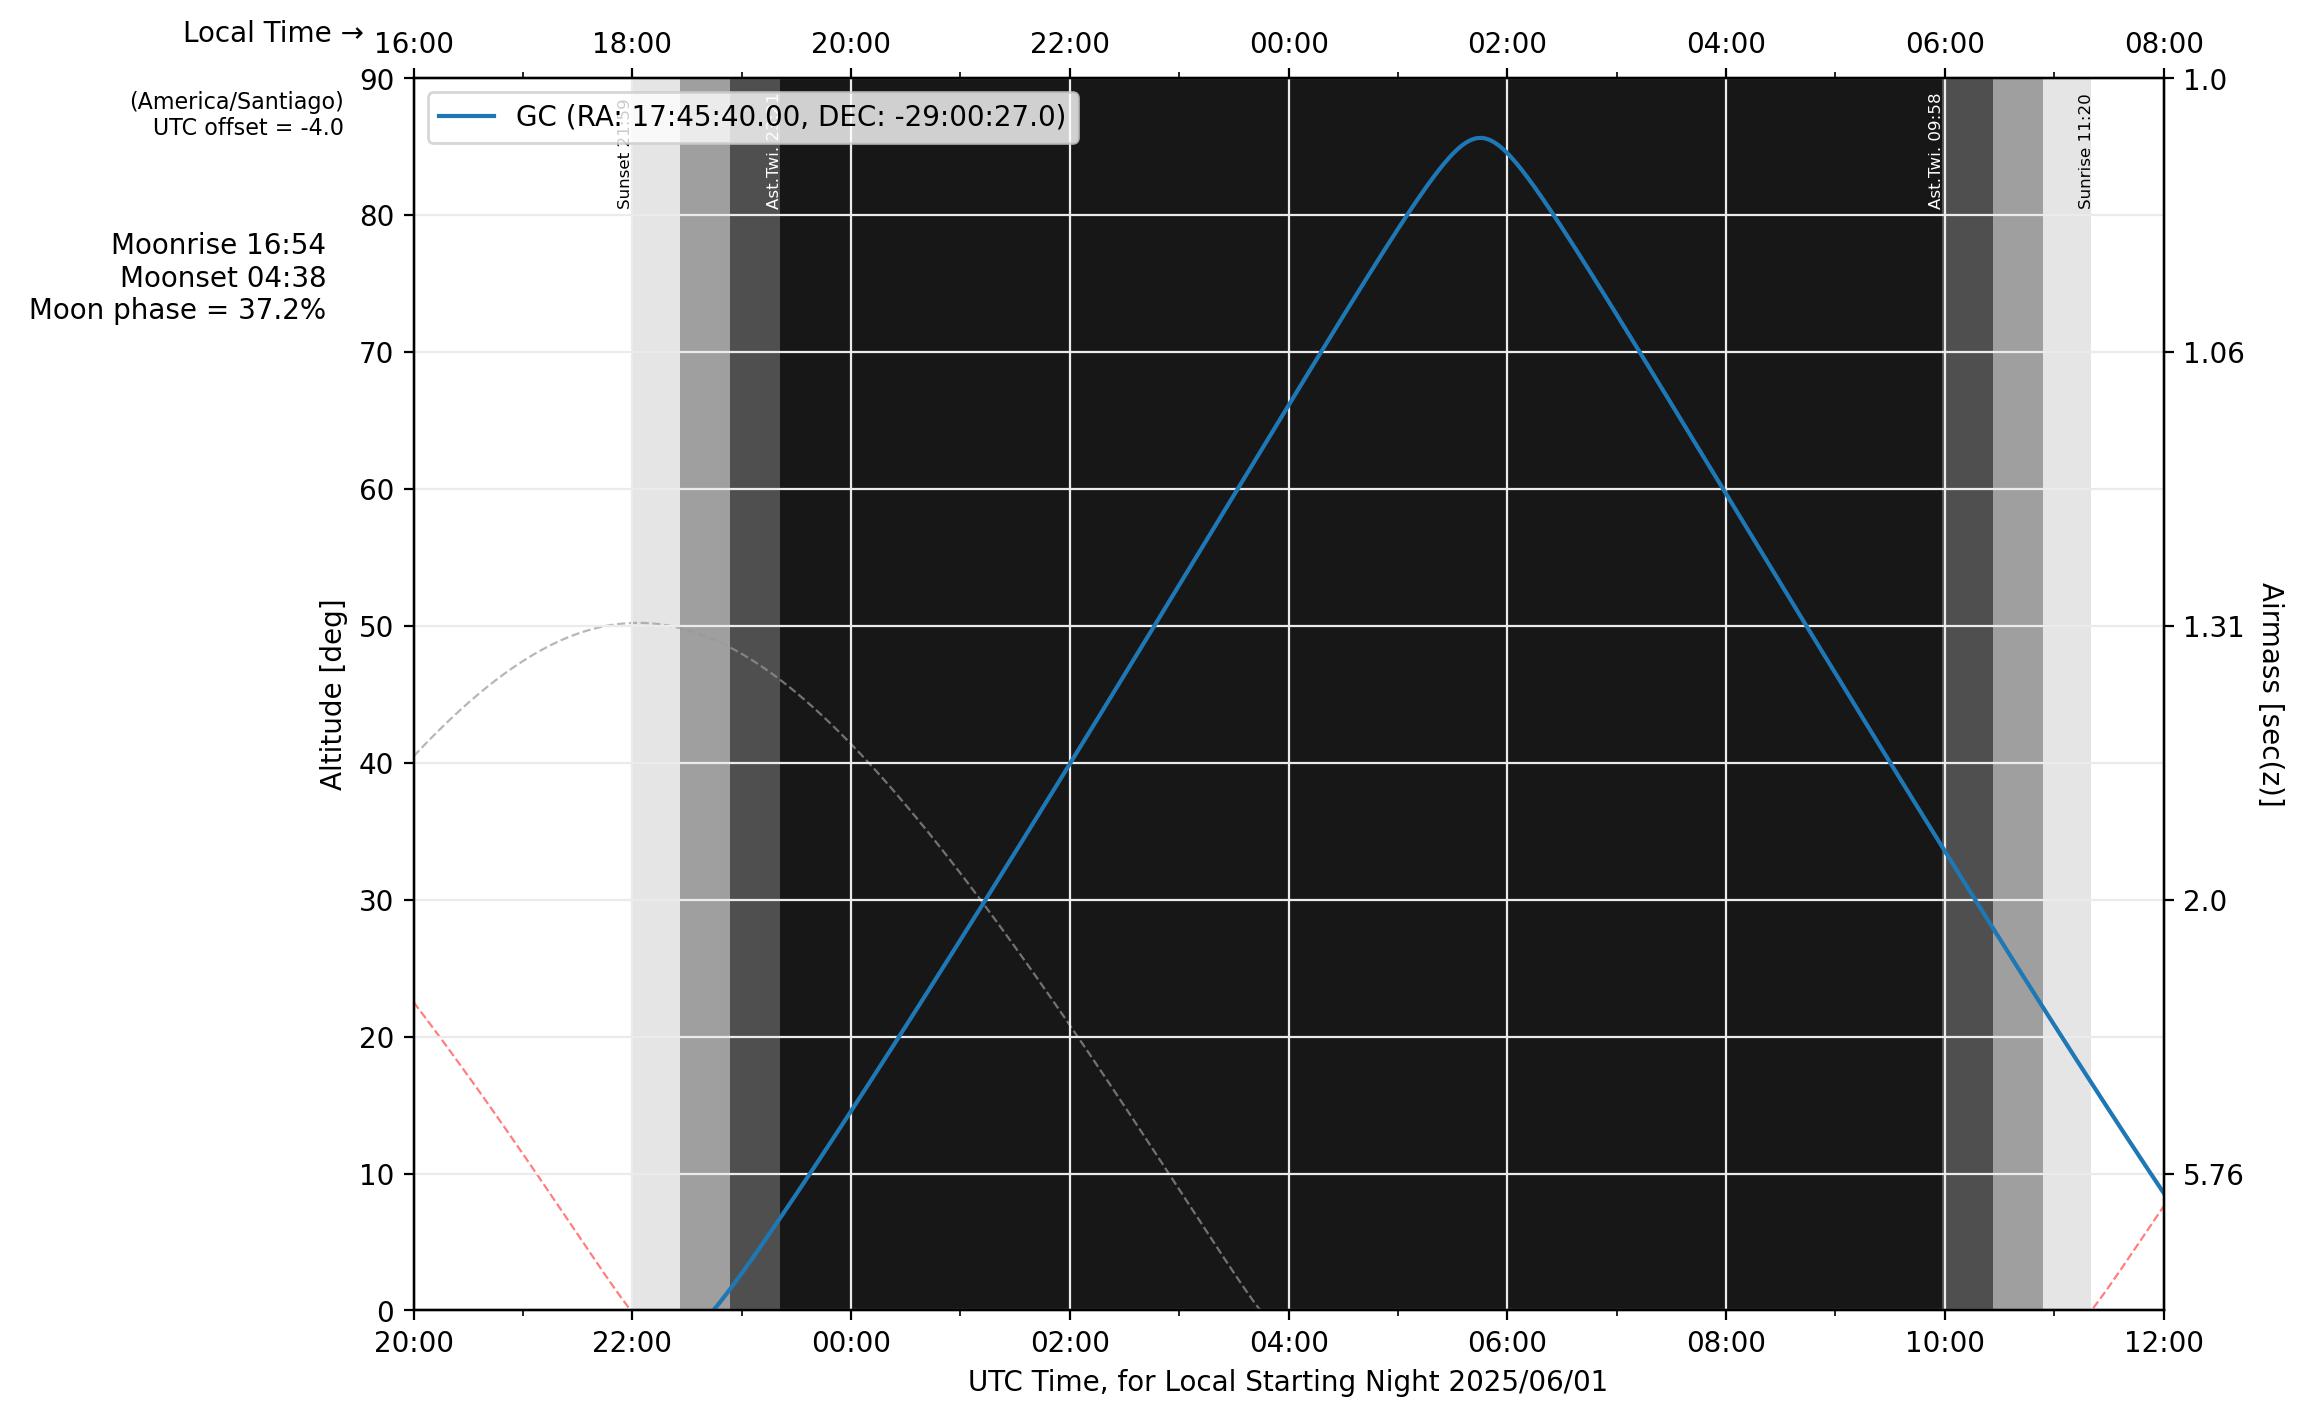 Local Time →
16:00 18:00 20:00 22:00 00:00 02:00 04:00 06:00 08:00
(America/Santiago)
UTC offset = -4.0
Moonrise 16:54
Moonset 04:38
Moon phase = 37.2%
GC (RA: 17:45:40.00, DEC: -29:00:27.0)
Sunset 21:59
Ast.Twi.
Ast.Twi. 09:58
Sunrise 11:20
Altitude [deg]
90
80
70
60
50
40
30
20
10
0
1.0
1.06
1.31
2.0
5.76
Airmass [sec(z)]
20:00 22:00 00:00 02:00 04:00 06:00 08:00 10:00 12:00
UTC Time, for Local Starting Night 2025/06/01